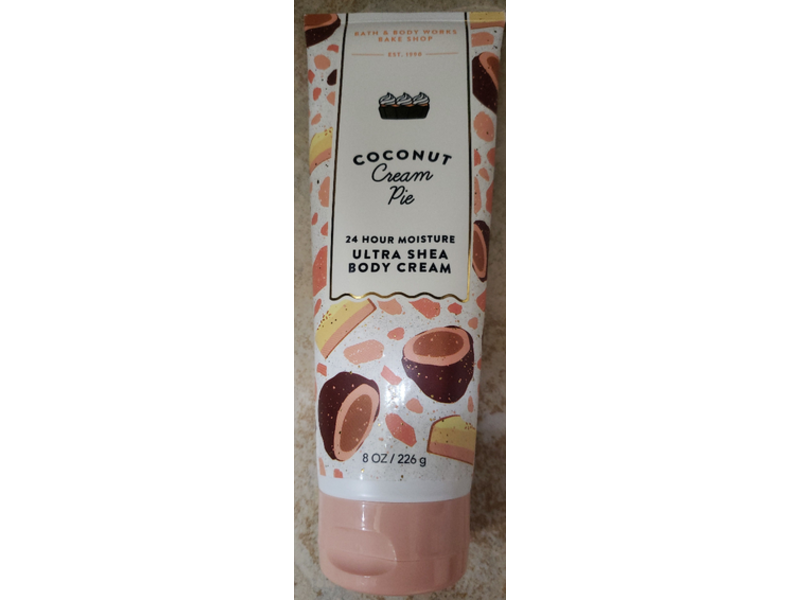 BATH & BODY WORKS
BAKE SHOP
EST. 1990
COCONUT
Cream
Pie
24 HOUR MOISTURE
ULTRA SHEA
BODY CREAM
8 OZ / 226 g